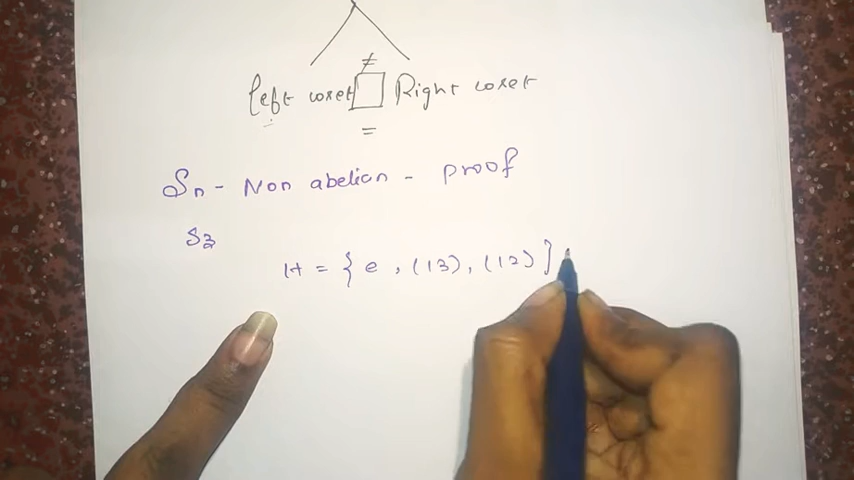 ≠
Left coset Right coset
=
Sn - Non abelian - proof
S3
H = { e , (13) , (12) }